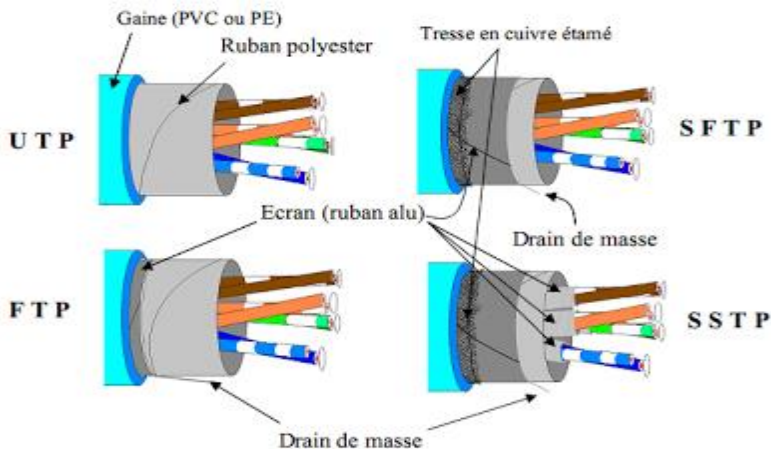 Gaine (PVC ou PE)
Ruban polyester
Tresse en cuivre étamé
U T P
S F T P
Ecran (ruban alu)
Drain de masse
F T P
S S T P
Drain de masse